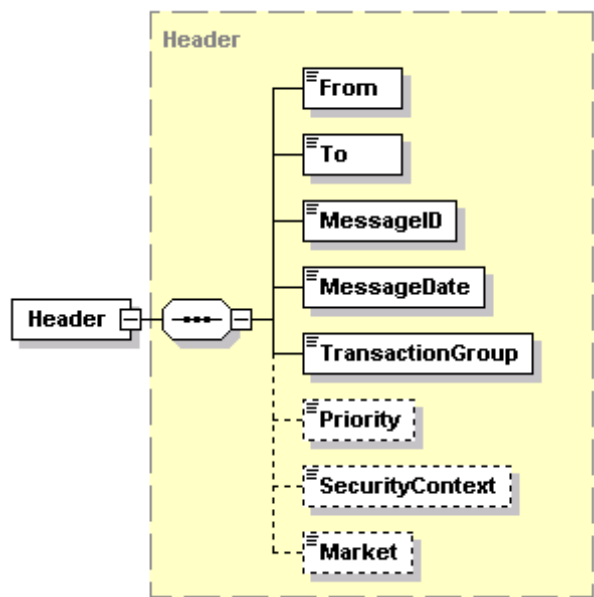 Header
From
To
MessageID
MessageDate
Header
TransactionGroup
Priority
SecurityContext
Market